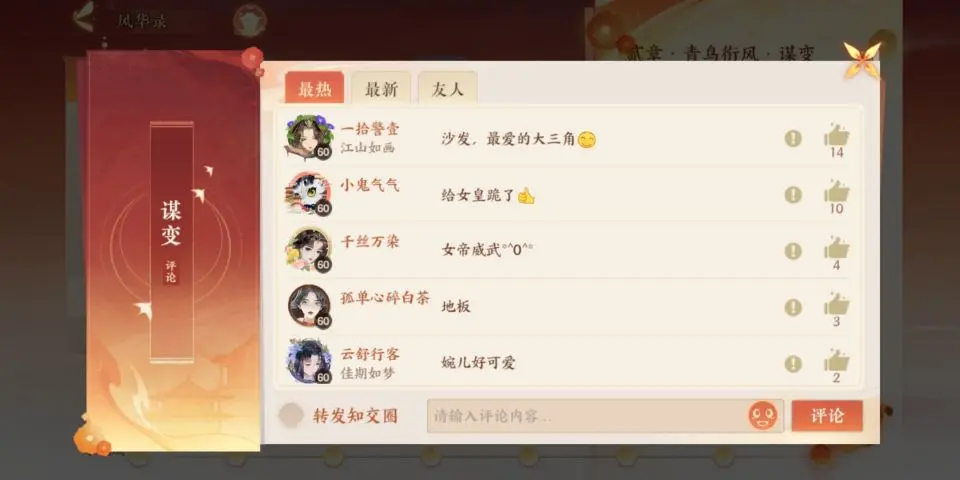 风华录
贰章·青鸟衔风·谋变
谋变
评论
最热
最新
友人
一拾警壹
江山如画
60
沙发，最爱的大三角😊
14
小鬼气气
60
给女皇跪了👍
10
千丝万染
60
女帝威武°^0^°
4
孤单心碎白茶
60
地板
3
云舒行客
佳期如梦
60
婉儿好可爱
2
转发知交圈
请输入评论内容...
评论